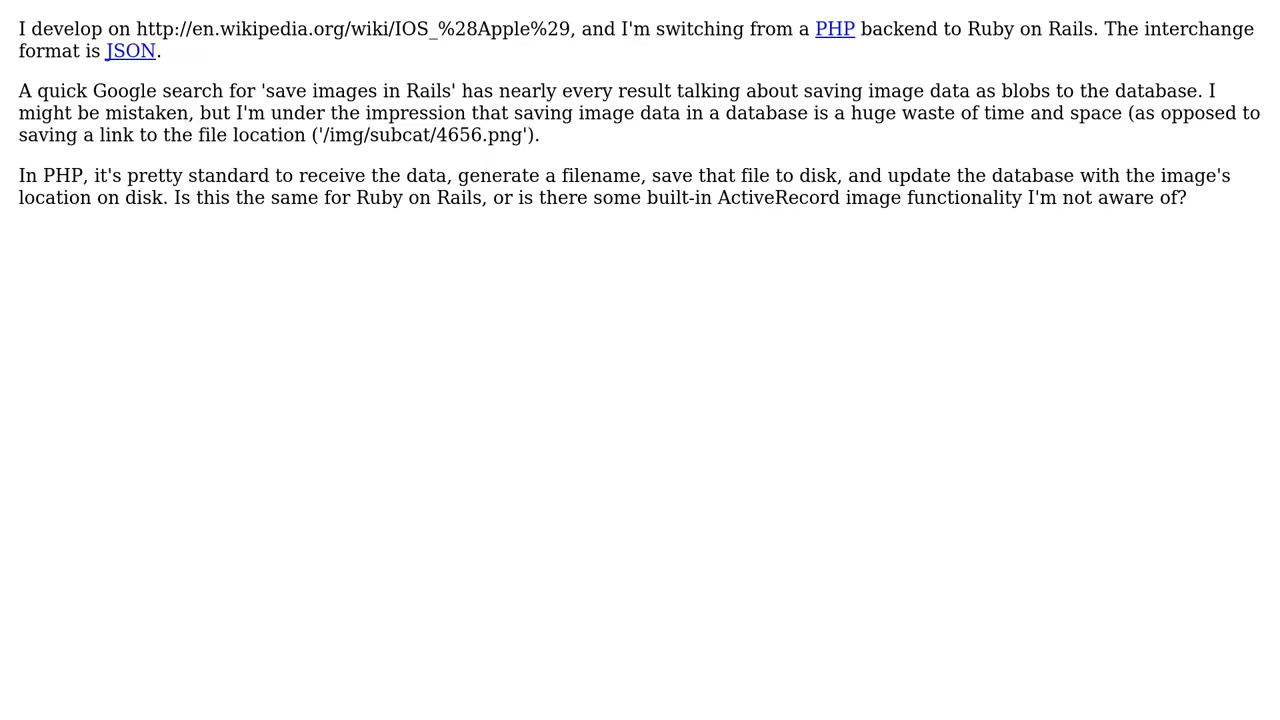 I develop on http://en.wikipedia.org/wiki/IOS_%28Apple%29, and I'm switching from a PHP backend to Ruby on Rails. The interchange
format is JSON.
A quick Google search for 'save images in Rails' has nearly every result talking about saving image data as blobs to the database. I
might be mistaken, but I'm under the impression that saving image data in a database is a huge waste of time and space (as opposed to
saving a link to the file location ('/img/subcat/4656.png').
In PHP, it's pretty standard to receive the data, generate a filename, save that file to disk, and update the database with the image's
location on disk. Is this the same for Ruby on Rails, or is there some built-in ActiveRecord image functionality I'm not aware of?